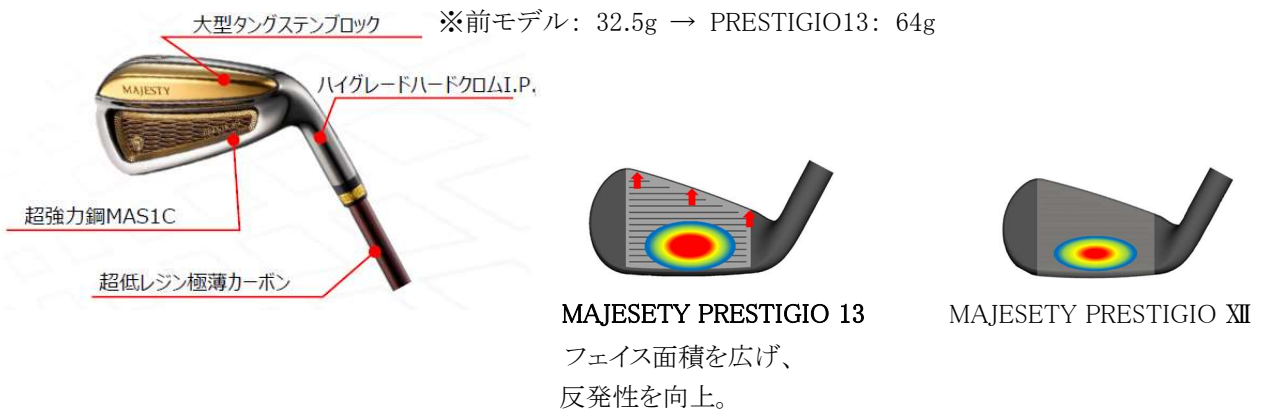 大型タングステンブロック
※前モデル: 32.5g → PRESTIGIO13: 64g
ハイグレードハードクロムI.P.
MAJESTY
超強力鋼MAS1C
超低レジン極薄カーボン
MAJESETY PRESTIGIO 13
MAJESETY PRESTIGIO Ⅻ
フェイス面積を広げ、
反発性を向上。